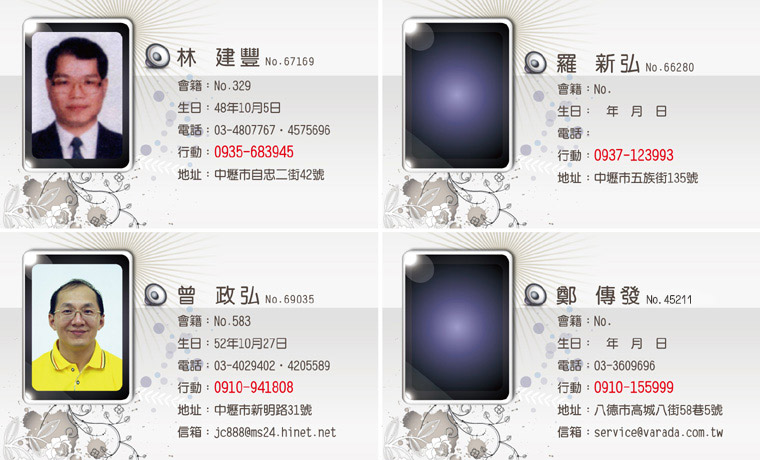 林 建豐 No.67169
會籍：No.329
生日：48年10月5日
電話：03-4807767・4575696
行動：0935-683945
地址：中壢市自忠二街42號
羅 新弘 No.66280
會籍：No.
生日： 年 月 日
電話：
行動：0937-123993
地址：中壢市五族街135號
曾 政弘 No.69035
會籍：No.583
生日：52年10月27日
電話：03-4029402・4205589
行動：0910-941808
地址：中壢市新明路31號
信箱：jc888@ms24.hinet.net
鄭 傳發 No.45211
會籍：No.
生日： 年 月 日
電話：03-3609696
行動：0910-155999
地址：八德市高城八街58巷5號
信箱：service@varada.com.tw